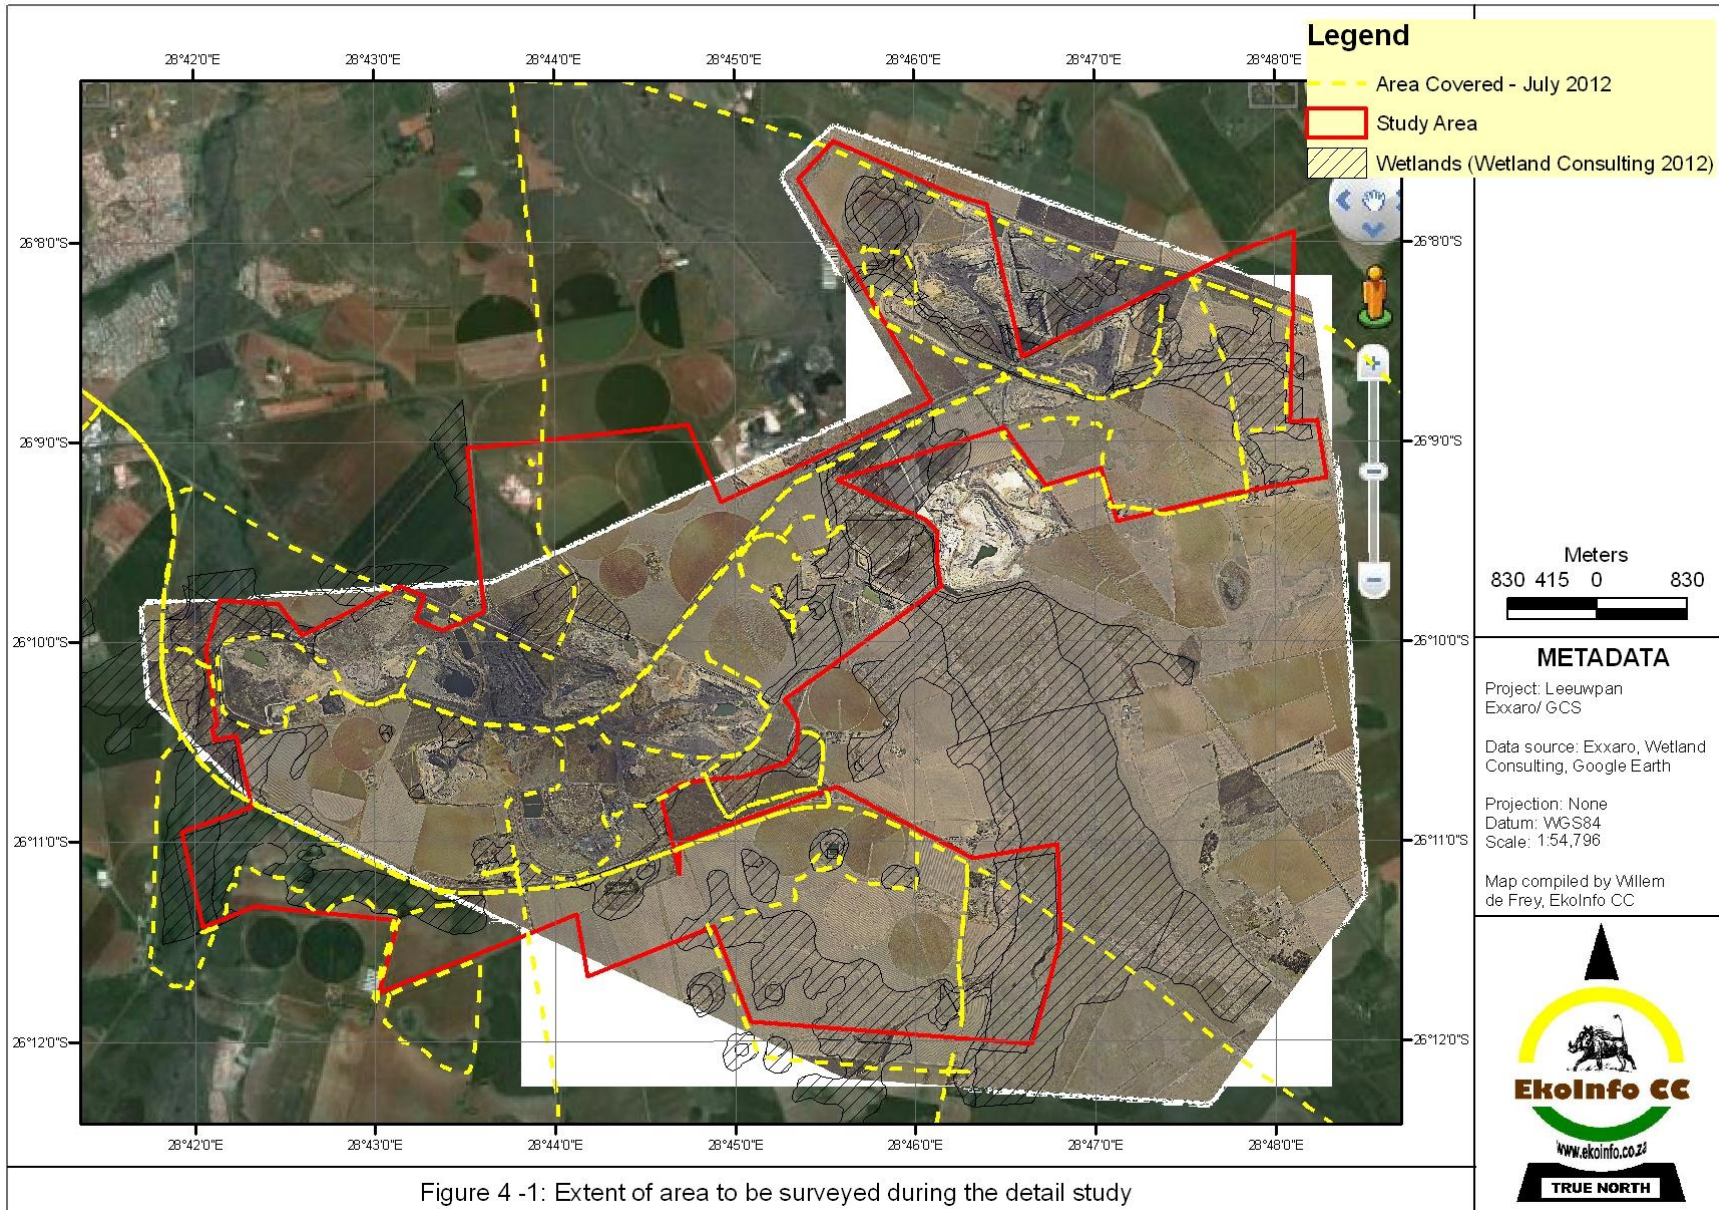 Legend
Area Covered - July 2012
Study Area
Wetlands (Wetland Consulting 2012)
28°42'0"E 28°43'0"E 28°44'0"E 28°45'0"E 28°46'0"E 28°47'0"E 28°48'0"E
26°8'0"S 26°8'0"S
26°9'0"S 26°9'0"S
26°10'0"S 26°10'0"S
26°11'0"S 26°11'0"S
26°12'0"S 26°12'0"S
28°42'0"E 28°43'0"E 28°44'0"E 28°45'0"E 28°46'0"E 28°47'0"E 28°48'0"E
Meters
830 415 0 830
METADATA
Project: Leeuwpan
Exxaro/ GCS
Data source: Exxaro, Wetland
Consulting, Google Earth
Projection: None
Datum: WGS84
Scale: 1:54,796
Map compiled by Willem
de Frey, EkoInfo CC
EkoInfo CC
www.ekoinfo.co.za
TRUE NORTH
Figure 4 -1: Extent of area to be surveyed during the detail study